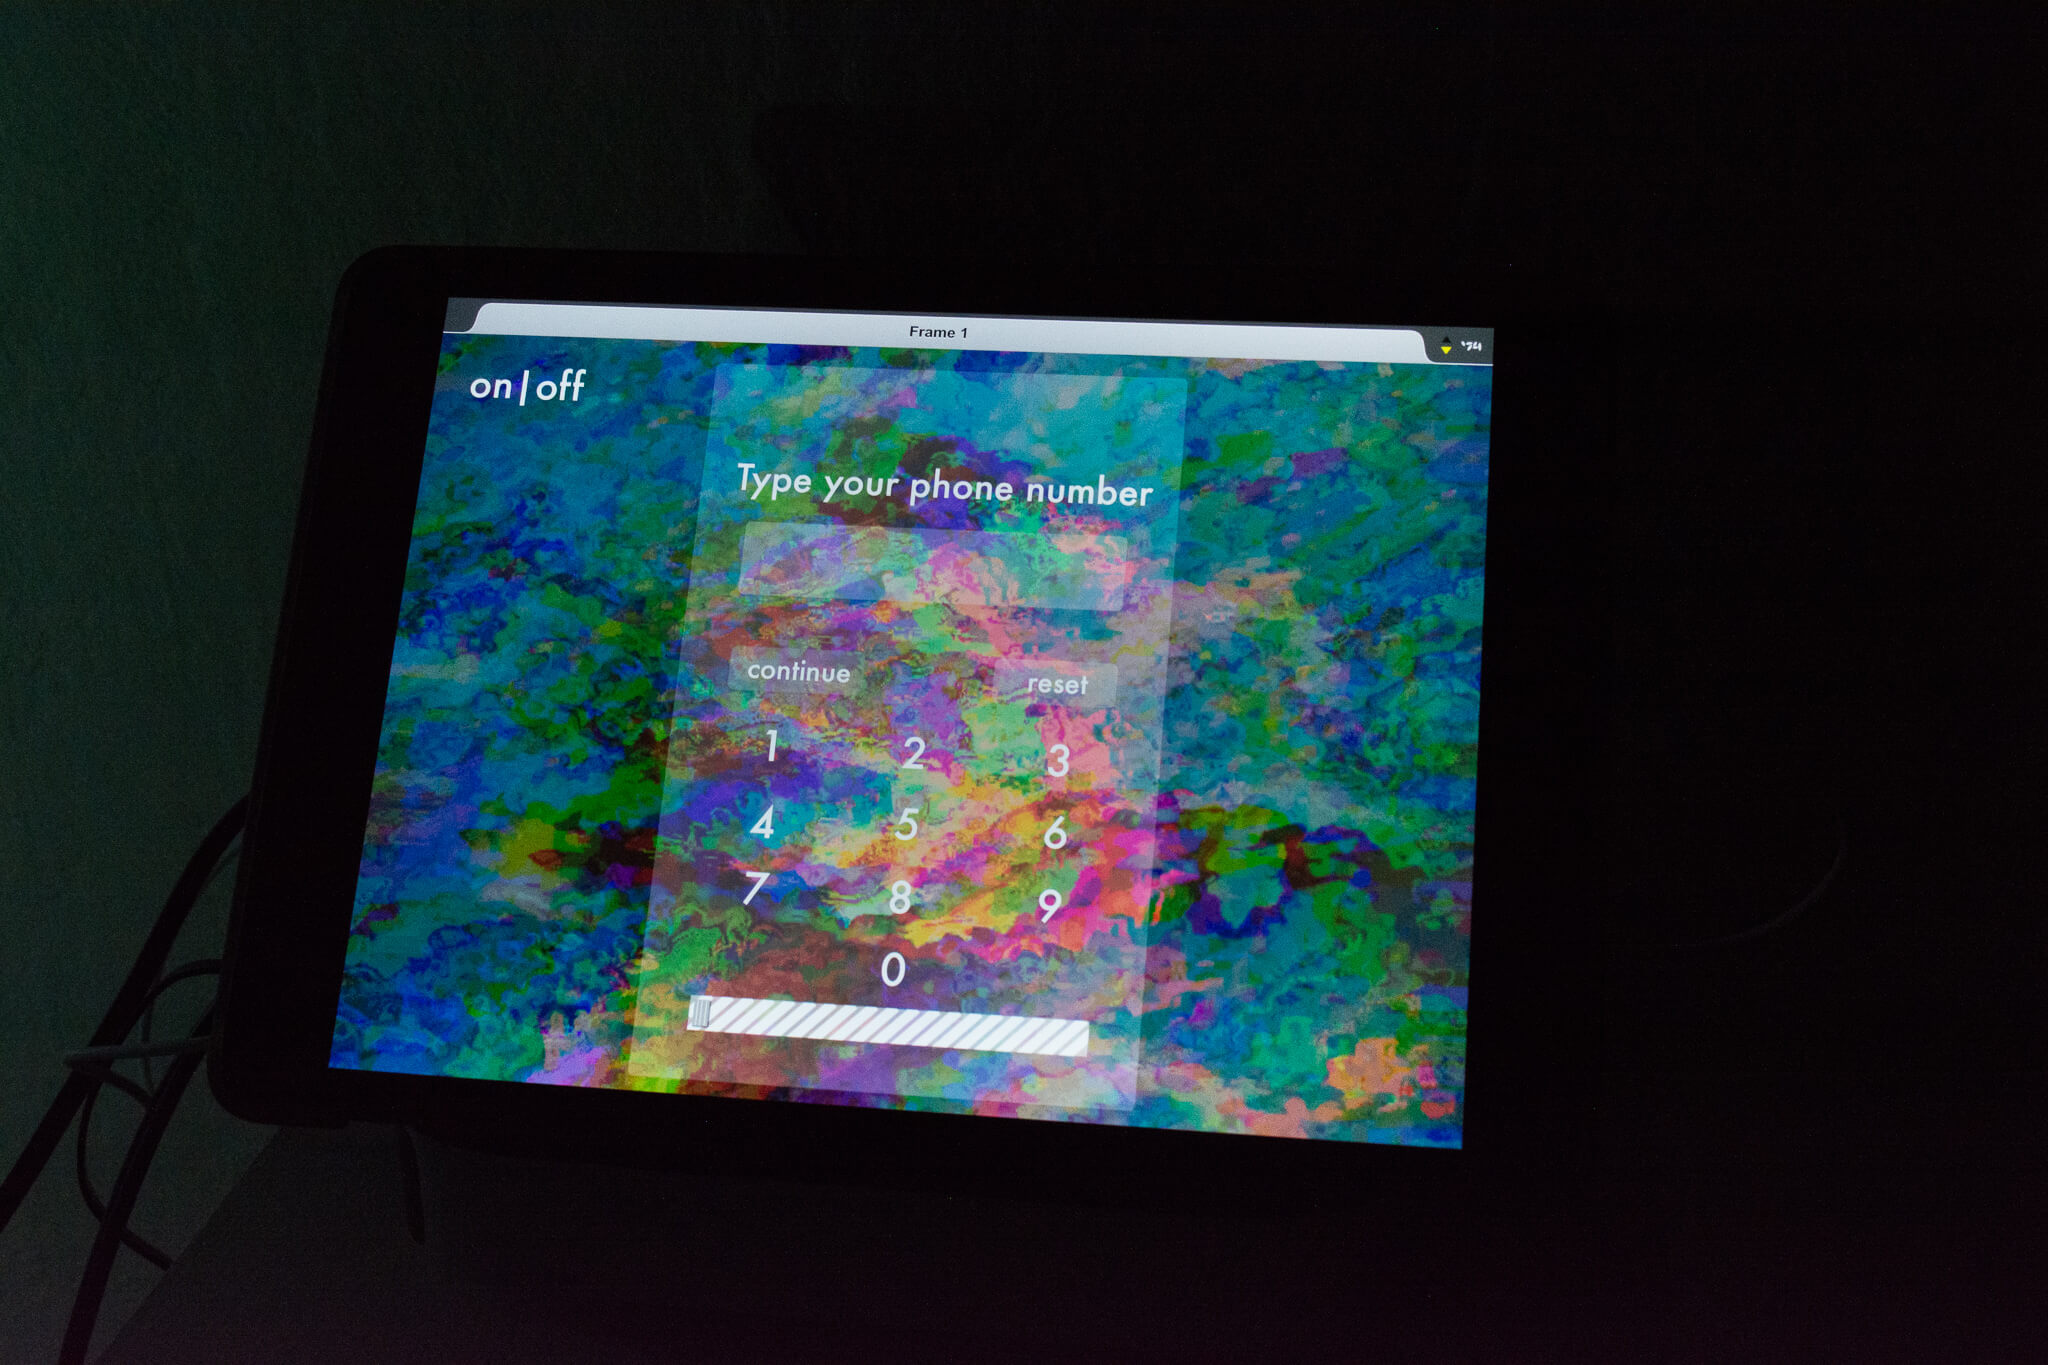 Frame 1
on|off
Type your phone number
continue reset
1 2 3
4 5 6
7 8 9
0